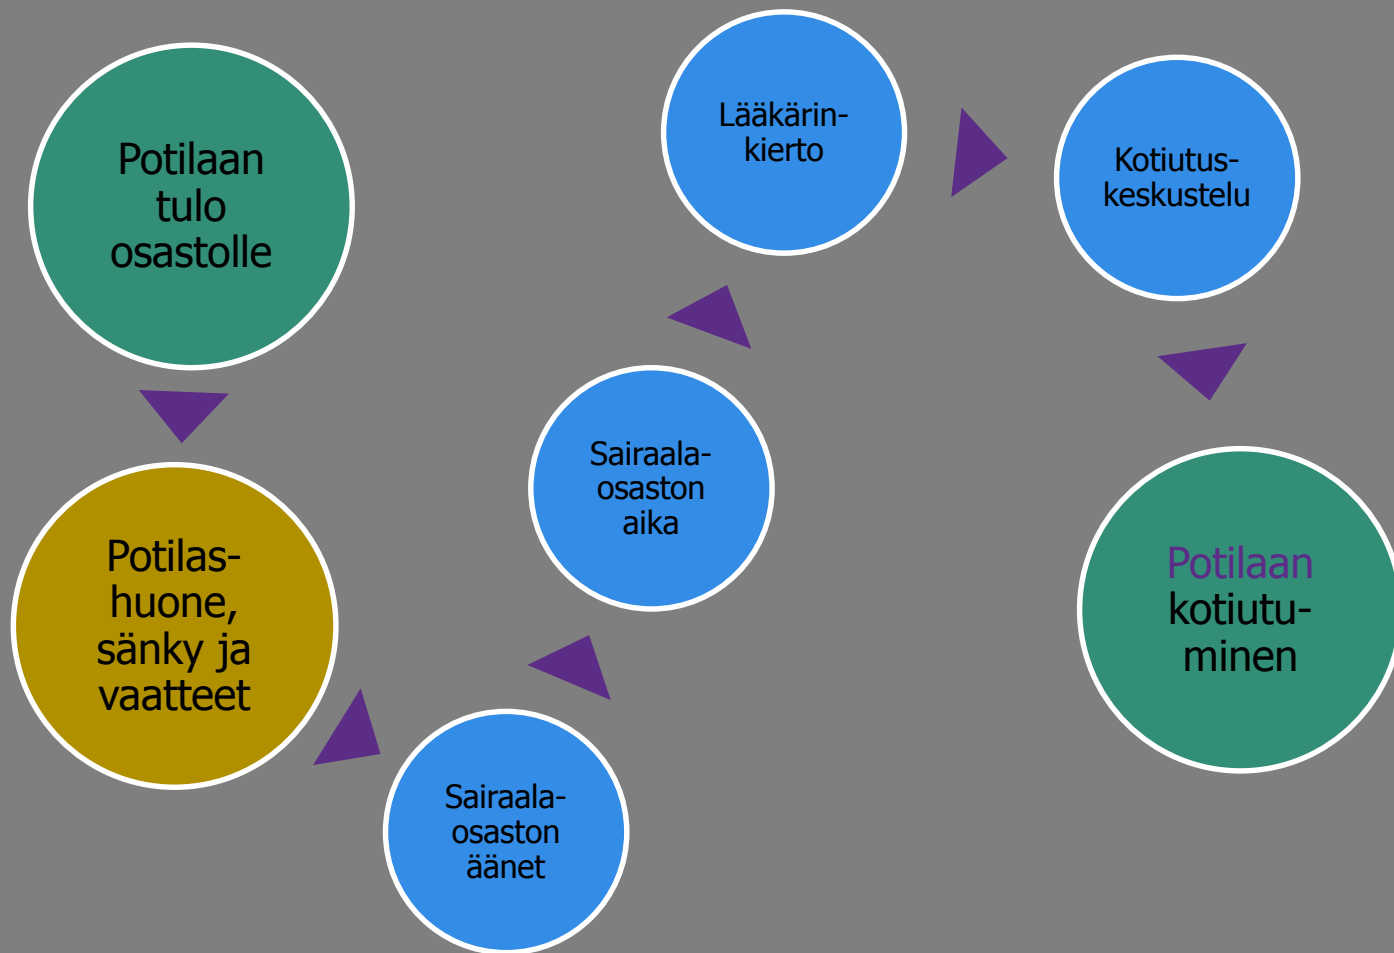 Potilaan
tulo
osastolle
Potilas-
huone,
sänky ja
vaatteet
Sairaala-
osaston
äänet
Sairaala-
osaston
aika
Lääkärin-
kierto
Kotiutus-
keskustelu
Potilaan
kotiutu-
minen